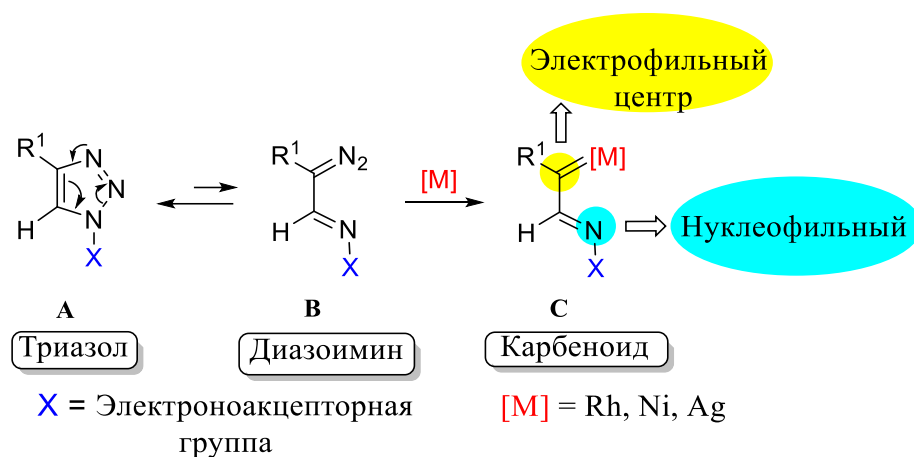 Электрофильный
центр
R¹
N
N
N
H
X
R¹
N₂
H
N
X
[M]
R¹
[M]
H
N
X
Нуклеофильный
A
B
C
Триазол
Диазоимин
Карбеноид
X = Электроноакцепторная
группа
[M] = Rh, Ni, Ag